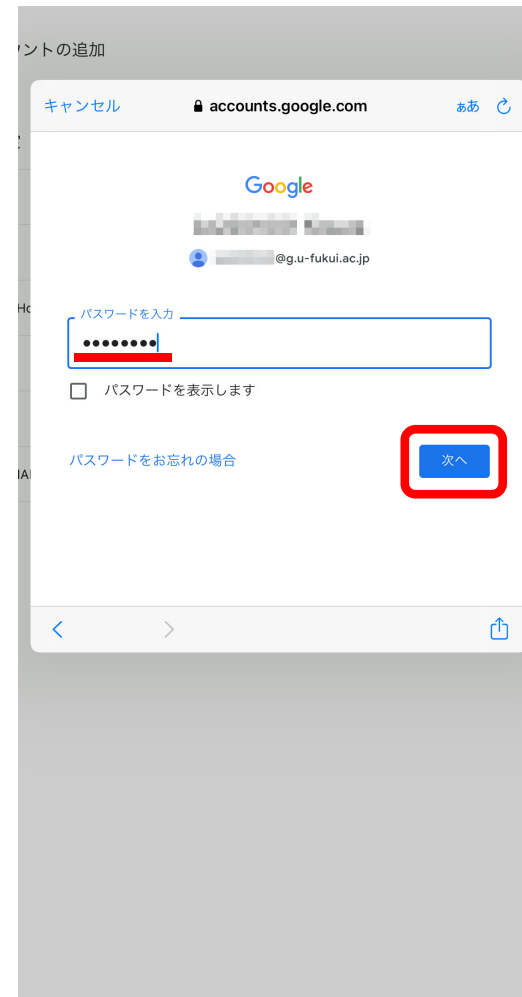 ントの追加
キャンセル accounts.google.com ぁあ
Google
@g.u-fukui.ac.jp
パスワードを入力
••••••••
パスワードを表示します
パスワードをお忘れの場合 次へ